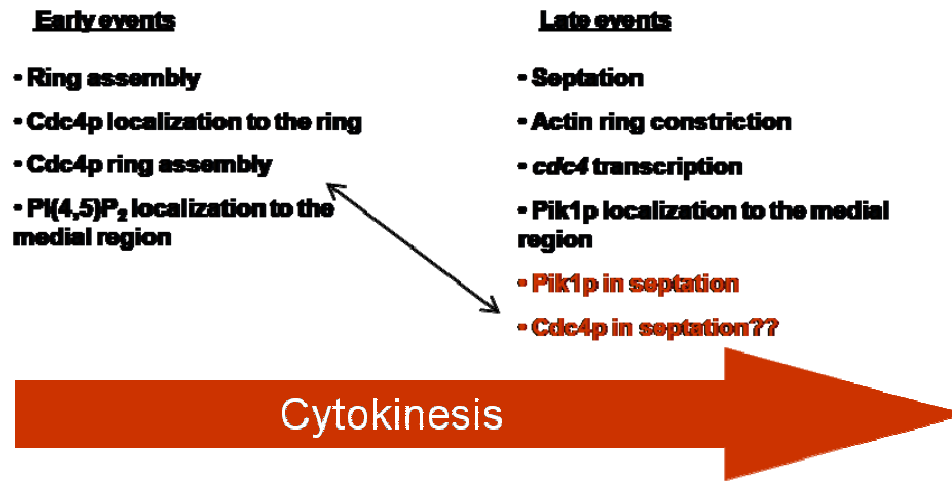 Early events
• Ring assembly
• Cdc4p localization to the ring
• Cdc4p ring assembly
• PI(4,5)P₂ localization to the
medial region
Late events
• Septation
• Actin ring constriction
• cdc4 transcription
• Pik1p localization to the medial
region
• Pik1p in septation
• Cdc4p in septation??
Cytokinesis